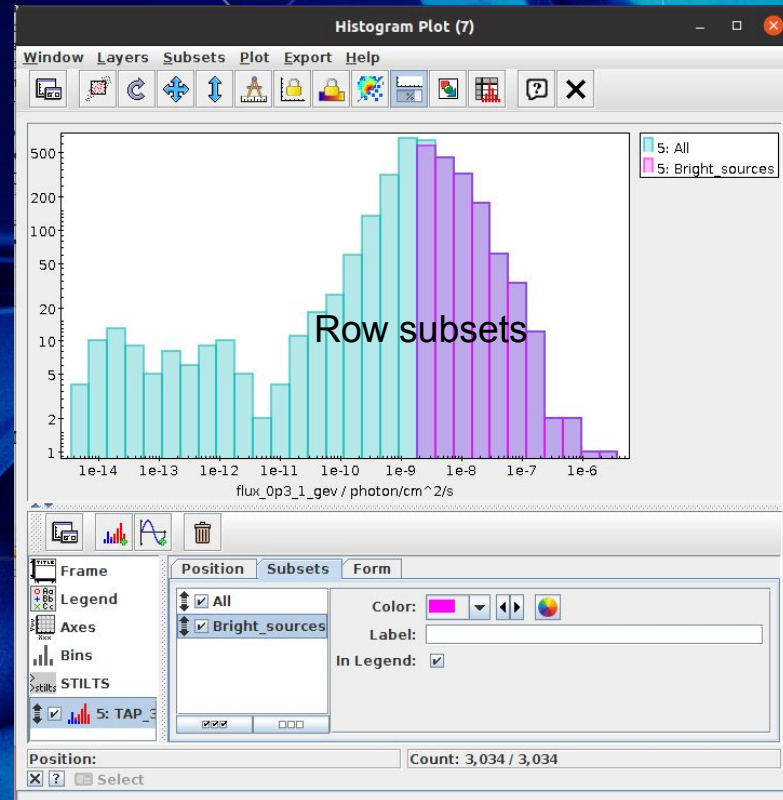 Histogram Plot (7)
Window Layers Subsets Plot Export Help
500
200
100
50
20
10
5
2
1
1e-14 1e-13 1e-12 1e-11 1e-10 1e-9 1e-8 1e-7 1e-6
flux_0p3_1_gev / photon/cm^2/s
5: All
5: Bright_sources
Row subsets
Frame
Legend
Axes
Bins
STILTS
5: TAP_3
Position Subsets Form
All
Bright_sources
Color:
Label:
In Legend:
Position:
Count: 3,034 / 3,034
Select